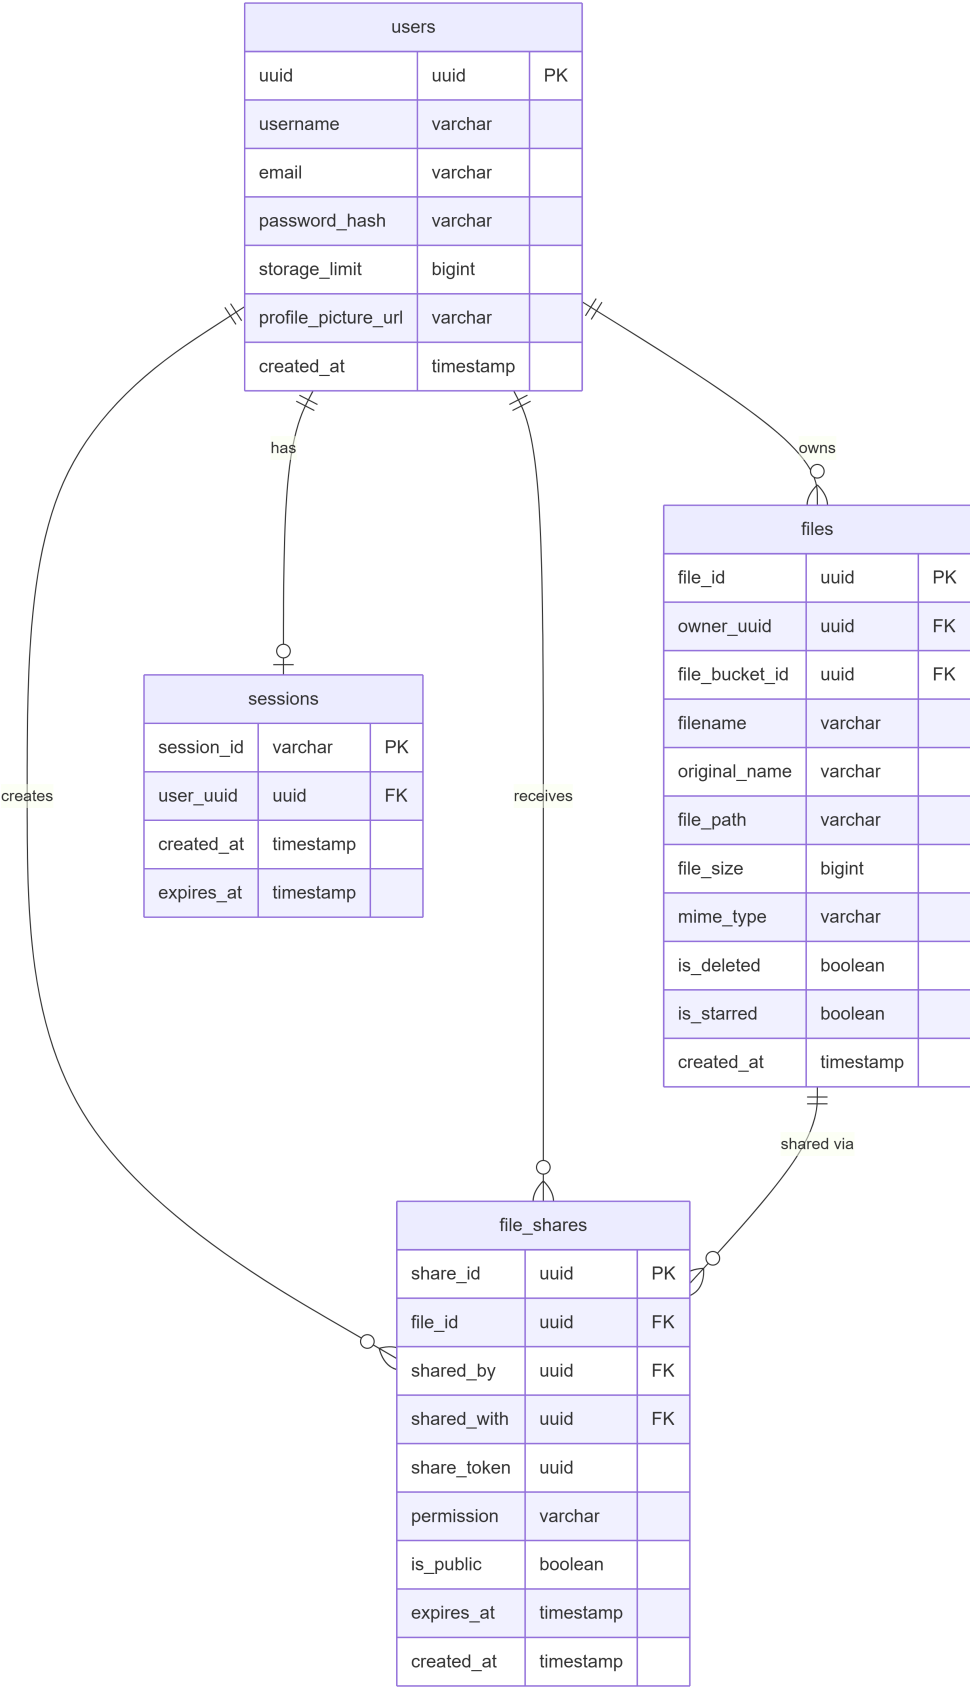 users
uuid uuid PK
username varchar
email varchar
password_hash varchar
storage_limit bigint
profile_picture_url varchar
created_at timestamp
has
owns
files
file_id uuid PK
owner_uuid uuid FK
file_bucket_id uuid FK
filename varchar
original_name varchar
file_path varchar
file_size bigint
mime_type varchar
is_deleted boolean
is_starred boolean
created_at timestamp
sessions
session_id varchar PK
user_uuid uuid FK
created_at timestamp
expires_at timestamp
creates
receives
shared via
file_shares
share_id uuid PK
file_id uuid FK
shared_by uuid FK
shared_with uuid FK
share_token uuid
permission varchar
is_public boolean
expires_at timestamp
created_at timestamp